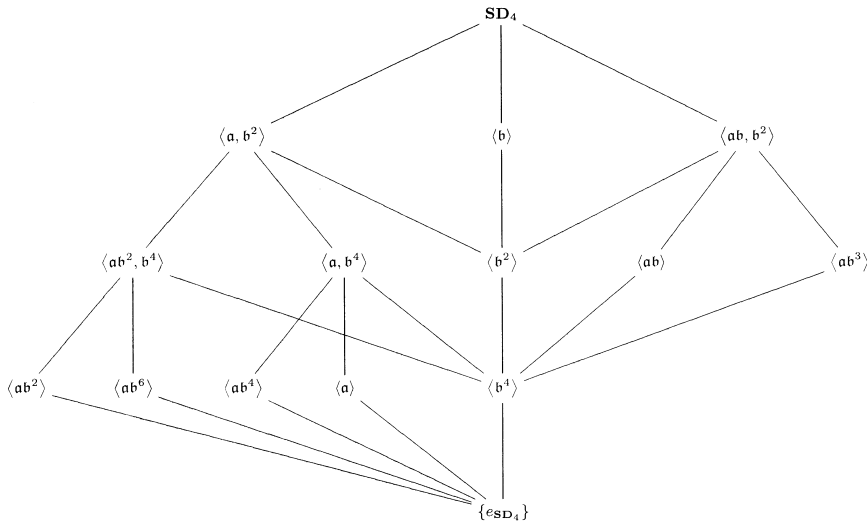 𝐒𝐃₄
⟨𝔞, 𝔟²⟩ ⟨𝔟⟩ ⟨𝔞𝔟, 𝔟²⟩
⟨𝔞𝔟², 𝔟⁴⟩ ⟨𝔞, 𝔟⁴⟩ ⟨𝔟²⟩ ⟨𝔞𝔟⟩ ⟨𝔞𝔟³⟩
⟨𝔞𝔟²⟩ ⟨𝔞𝔟⁶⟩ ⟨𝔞𝔟⁴⟩ ⟨𝔞⟩ ⟨𝔟⁴⟩
{e_𝐒𝐃₄}